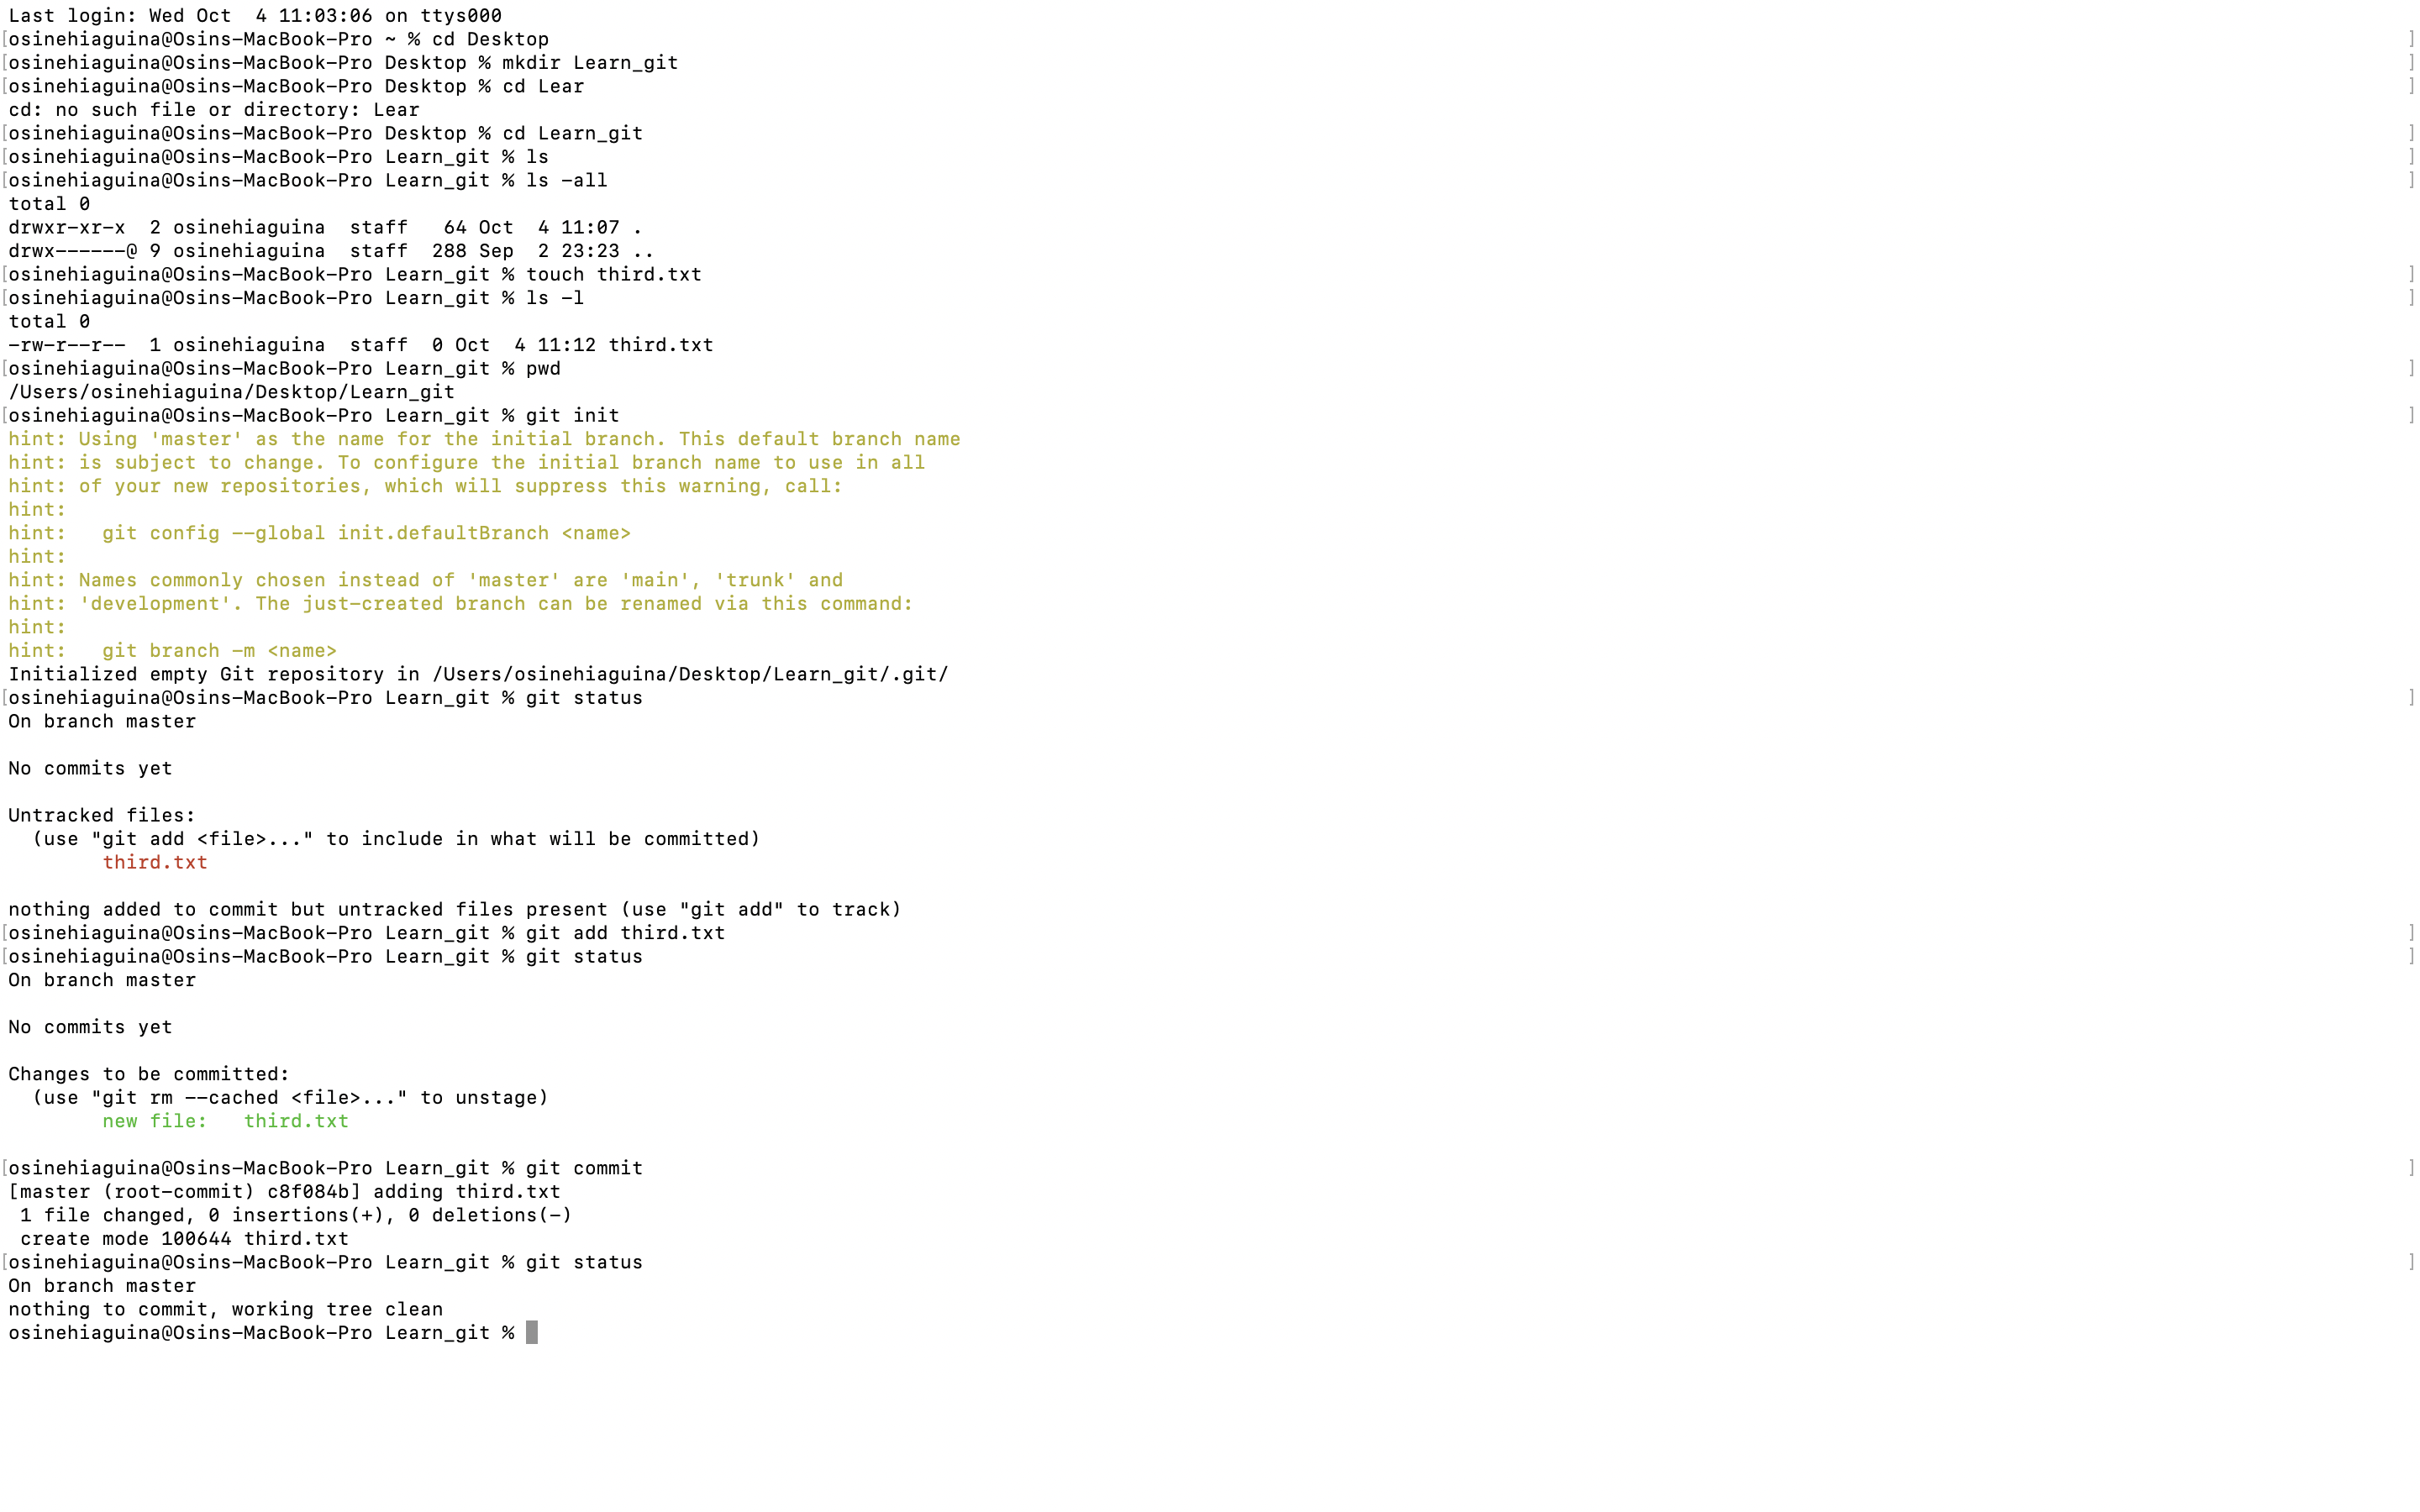 Last login: Wed Oct  4 11:03:06 on ttys000
[osinehiaguina@Osins-MacBook-Pro ~ % cd Desktop ]
[osinehiaguina@Osins-MacBook-Pro Desktop % mkdir Learn_git ]
[osinehiaguina@Osins-MacBook-Pro Desktop % cd Lear ]
cd: no such file or directory: Lear
[osinehiaguina@Osins-MacBook-Pro Desktop % cd Learn_git ]
[osinehiaguina@Osins-MacBook-Pro Learn_git % ls ]
[osinehiaguina@Osins-MacBook-Pro Learn_git % ls -all ]
total 0
drwxr-xr-x  2 osinehiaguina  staff   64 Oct  4 11:07 .
drwx------@ 9 osinehiaguina  staff  288 Sep  2 23:23 ..
[osinehiaguina@Osins-MacBook-Pro Learn_git % touch third.txt ]
[osinehiaguina@Osins-MacBook-Pro Learn_git % ls -l ]
total 0
-rw-r--r--  1 osinehiaguina  staff  0 Oct  4 11:12 third.txt
[osinehiaguina@Osins-MacBook-Pro Learn_git % pwd ]
/Users/osinehiaguina/Desktop/Learn_git
[osinehiaguina@Osins-MacBook-Pro Learn_git % git init ]
hint: Using 'master' as the name for the initial branch. This default branch name
hint: is subject to change. To configure the initial branch name to use in all
hint: of your new repositories, which will suppress this warning, call:
hint:
hint:   git config --global init.defaultBranch <name>
hint:
hint: Names commonly chosen instead of 'master' are 'main', 'trunk' and
hint: 'development'. The just-created branch can be renamed via this command:
hint:
hint:   git branch -m <name>
Initialized empty Git repository in /Users/osinehiaguina/Desktop/Learn_git/.git/
[osinehiaguina@Osins-MacBook-Pro Learn_git % git status ]
On branch master

No commits yet

Untracked files:
  (use "git add <file>..." to include in what will be committed)
        third.txt

nothing added to commit but untracked files present (use "git add" to track)
[osinehiaguina@Osins-MacBook-Pro Learn_git % git add third.txt ]
[osinehiaguina@Osins-MacBook-Pro Learn_git % git status ]
On branch master

No commits yet

Changes to be committed:
  (use "git rm --cached <file>..." to unstage)
        new file:   third.txt

[osinehiaguina@Osins-MacBook-Pro Learn_git % git commit ]
[master (root-commit) c8f084b] adding third.txt
 1 file changed, 0 insertions(+), 0 deletions(-)
 create mode 100644 third.txt
[osinehiaguina@Osins-MacBook-Pro Learn_git % git status ]
On branch master
nothing to commit, working tree clean
osinehiaguina@Osins-MacBook-Pro Learn_git %